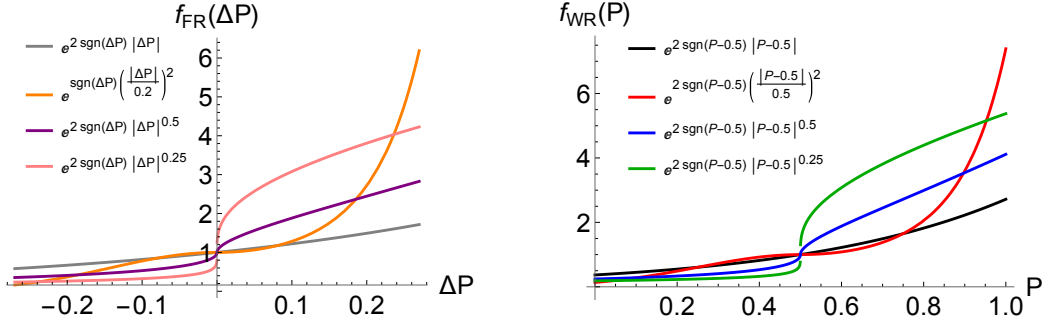 f_FR(ΔP)
e^{2 sgn(ΔP) |ΔP|}
e^{sgn(ΔP)(|ΔP|/0.2)^2}
e^{2 sgn(ΔP) |ΔP|^{0.5}}
e^{2 sgn(ΔP) |ΔP|^{0.25}}
6
5
4
3
2
1
−0.2 −0.1 0.1 0.2 ΔP
f_WR(P)
e^{2 sgn(P−0.5) |P−0.5|}
e^{2 sgn(P−0.5)(|P−0.5|/0.5)^2}
e^{2 sgn(P−0.5) |P−0.5|^{0.5}}
e^{2 sgn(P−0.5) |P−0.5|^{0.25}}
6
4
2
0.2 0.4 0.6 0.8 1.0 P